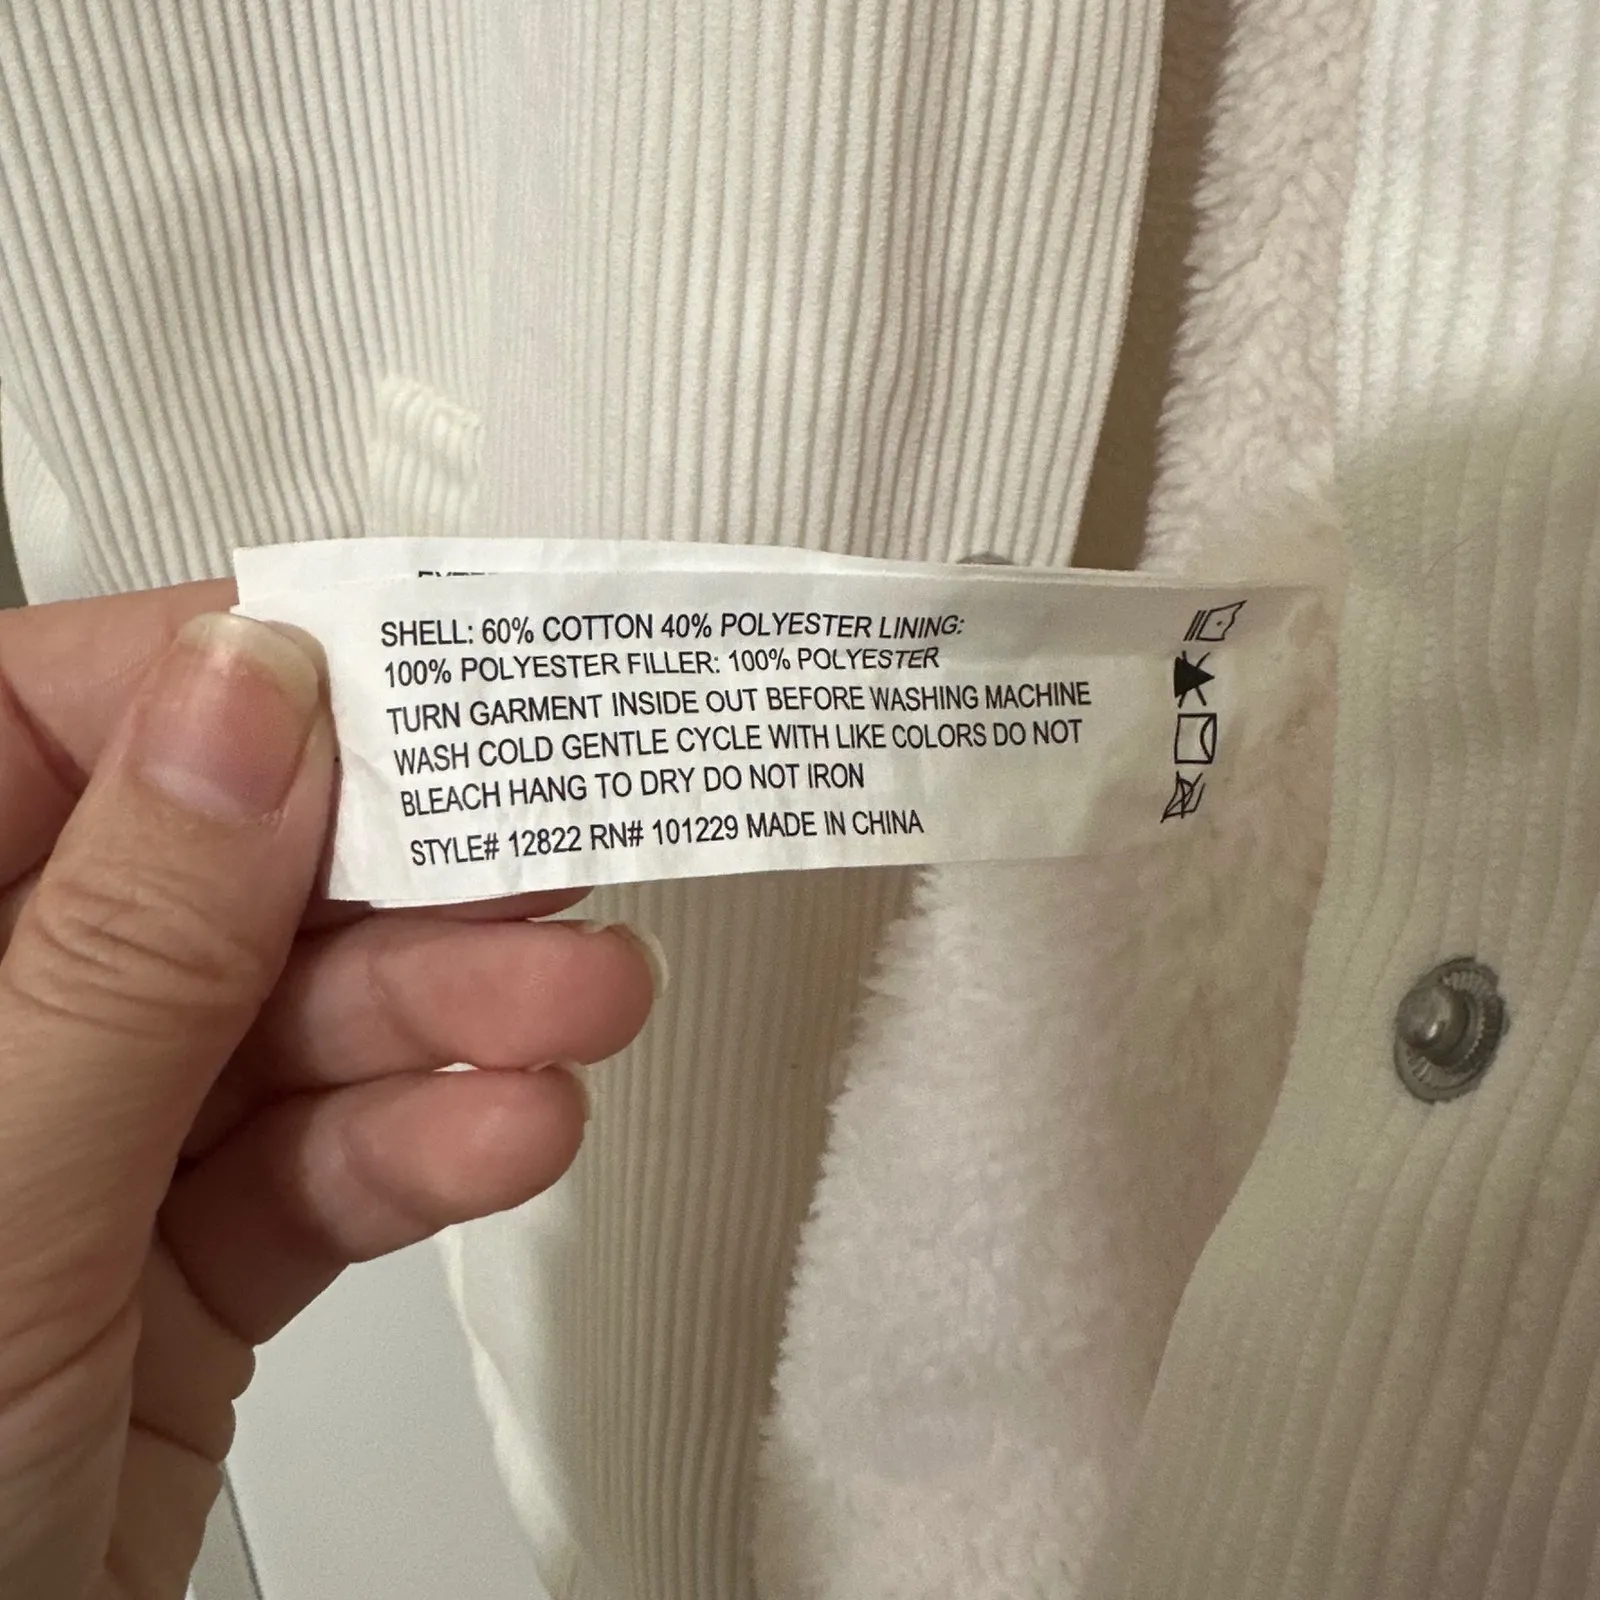 SHELL: 60% COTTON 40% POLYESTER LINING:
100% POLYESTER FILLER: 100% POLYESTER
TURN GARMENT INSIDE OUT BEFORE WASHING MACHINE
WASH COLD GENTLE CYCLE WITH LIKE COLORS DO NOT
BLEACH HANG TO DRY DO NOT IRON
STYLE# 12822 RN# 101229 MADE IN CHINA